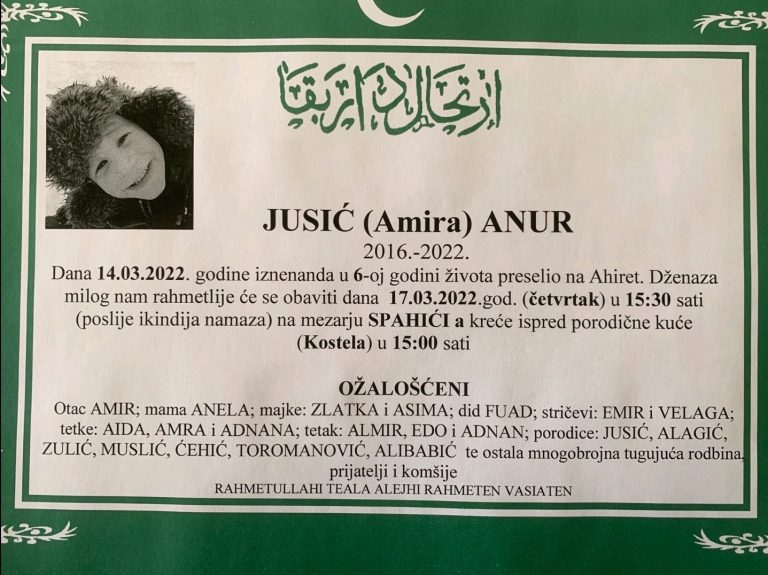 ارتحال دار بقا
JUSIĆ (Amira) ANUR
2016.-2022.
Dana 14.03.2022. godine iznenanda u 6-oj godini života preselio na Ahiret. Dženaza
milog nam rahmetlije će se obaviti dana 17.03.2022.god. (četvrtak) u 15:30 sati
(poslije ikindija namaza) na mezarju SPAHIĆI a kreće ispred porodične kuće
(Kostela) u 15:00 sati
OŽALOŠĆENI
Otac AMIR; mama ANELA; majke: ZLATKA i ASIMA; did FUAD; stričevi: EMIR i VELAGA;
tetke: AIDA, AMRA i ADNANA; tetak: ALMIR, EDO i ADNAN; porodice: JUSIĆ, ALAGIĆ,
ZULIĆ, MUSLIĆ, ĆEHIĆ, TOROMANOVIĆ, ALIBABIĆ te ostala mnogobrojna tugujuća rodbina,
prijatelji i komšije
RAHMETULLAHI TEALA ALEJHI RAHMETEN VASIATEN